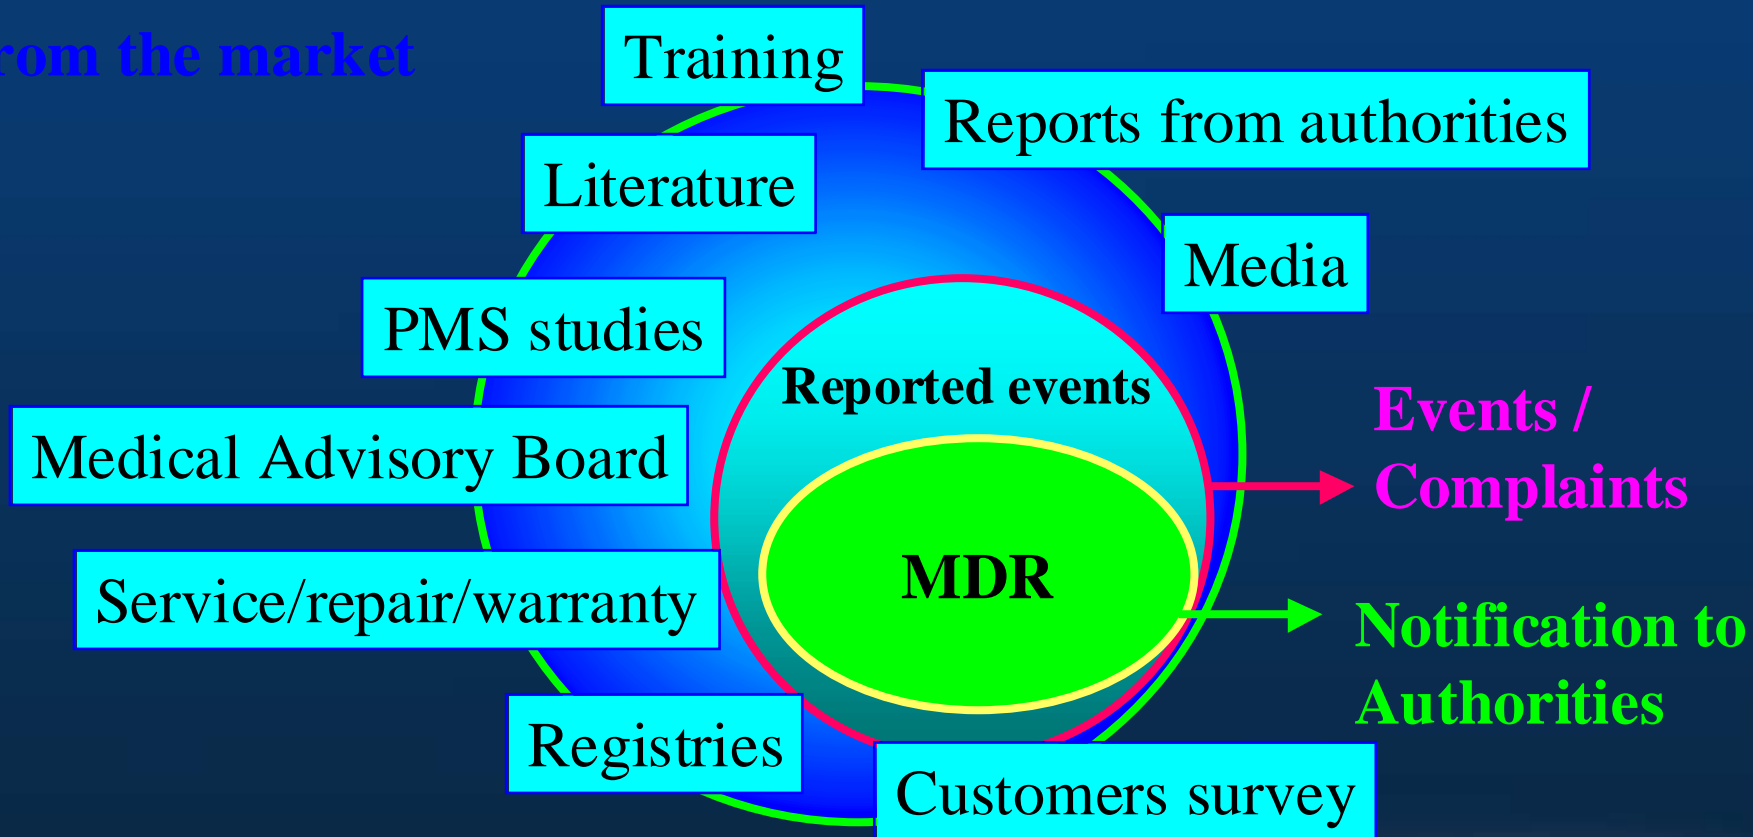 rom the market
Training
Reports from authorities
Literature
Media
PMS studies
Reported events
Events /
Complaints
Medical Advisory Board
MDR
Service/repair/warranty
Notification to
Authorities
Registries
Customers survey